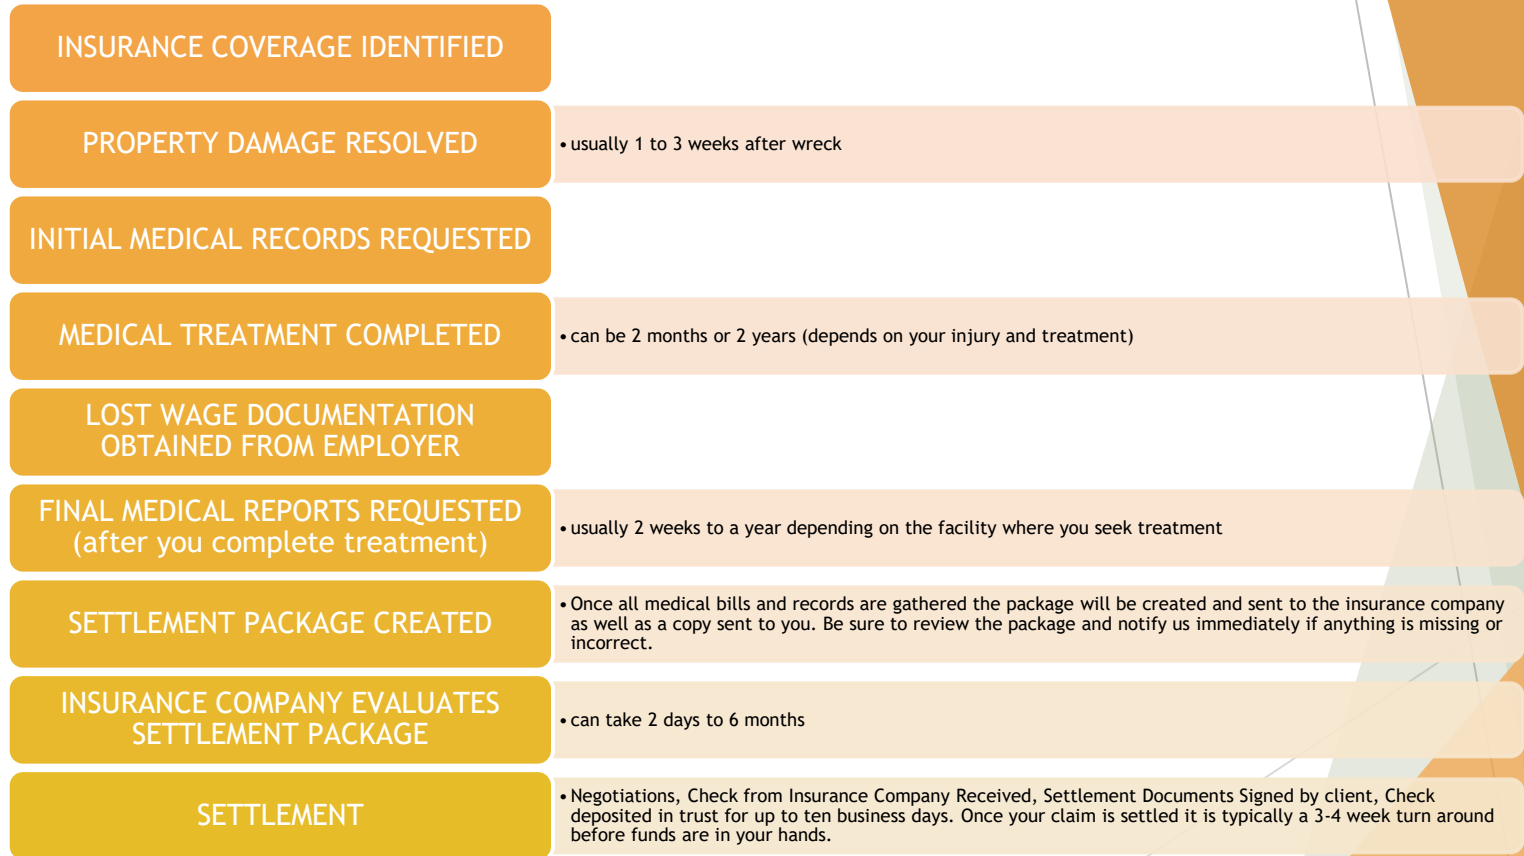 INSURANCE COVERAGE IDENTIFIED
PROPERTY DAMAGE RESOLVED
• usually 1 to 3 weeks after wreck
INITIAL MEDICAL RECORDS REQUESTED
MEDICAL TREATMENT COMPLETED
• can be 2 months or 2 years (depends on your injury and treatment)
LOST WAGE DOCUMENTATION
OBTAINED FROM EMPLOYER
FINAL MEDICAL REPORTS REQUESTED
(after you complete treatment)
• usually 2 weeks to a year depending on the facility where you seek treatment
SETTLEMENT PACKAGE CREATED
• Once all medical bills and records are gathered the package will be created and sent to the insurance company
as well as a copy sent to you. Be sure to review the package and notify us immediately if anything is missing or
incorrect.
INSURANCE COMPANY EVALUATES
SETTLEMENT PACKAGE
• can take 2 days to 6 months
SETTLEMENT
• Negotiations, Check from Insurance Company Received, Settlement Documents Signed by client, Check
deposited in trust for up to ten business days. Once your claim is settled it is typically a 3-4 week turn around
before funds are in your hands.